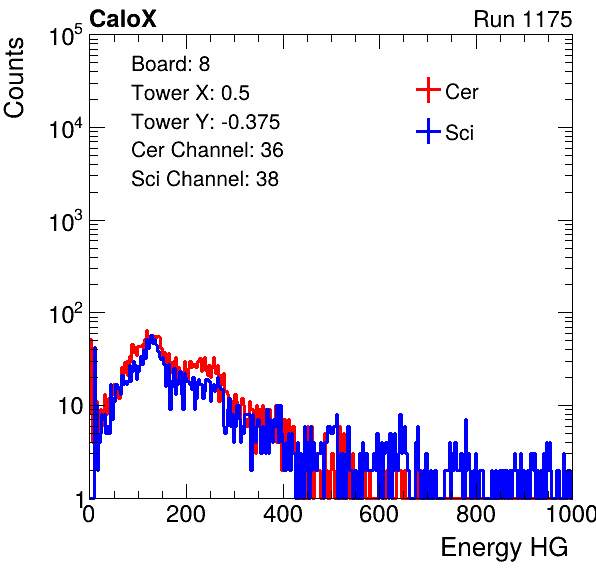 CaloX Run 1175
Counts
10^5
10^4
10^3
10^2
10
1
Board: 8
Tower X: 0.5
Tower Y: -0.375
Cer Channel: 36
Sci Channel: 38
Cer
Sci
0 200 400 600 800 1000
Energy HG